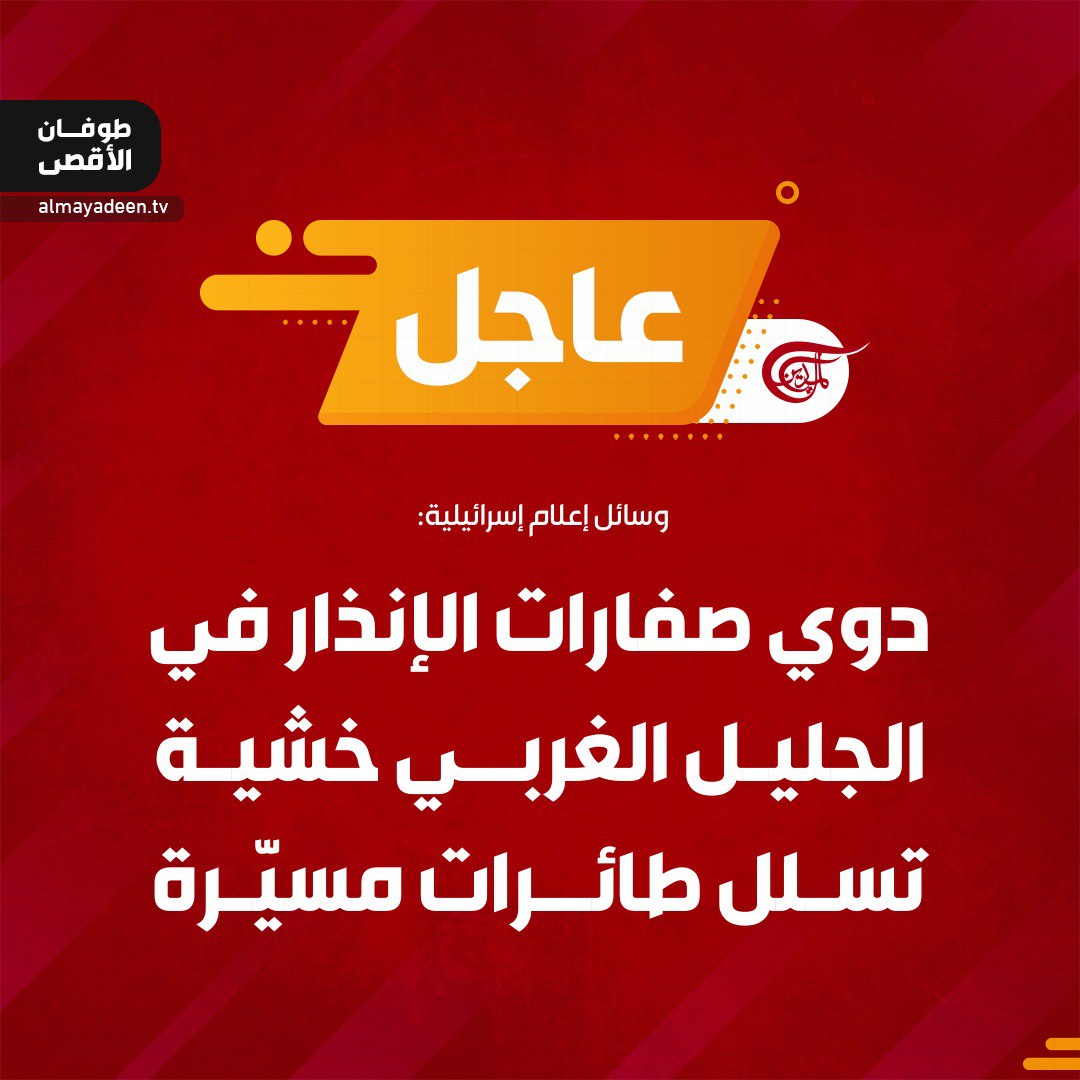 طوفان
الأقصى
almayadeen.tv
عاجل
الميادين
وسائل إعلام إسرائيلية:
دوي صفارات الإنذار في
الجليل الغربي خشية
تسلل طائرات مسيّرة